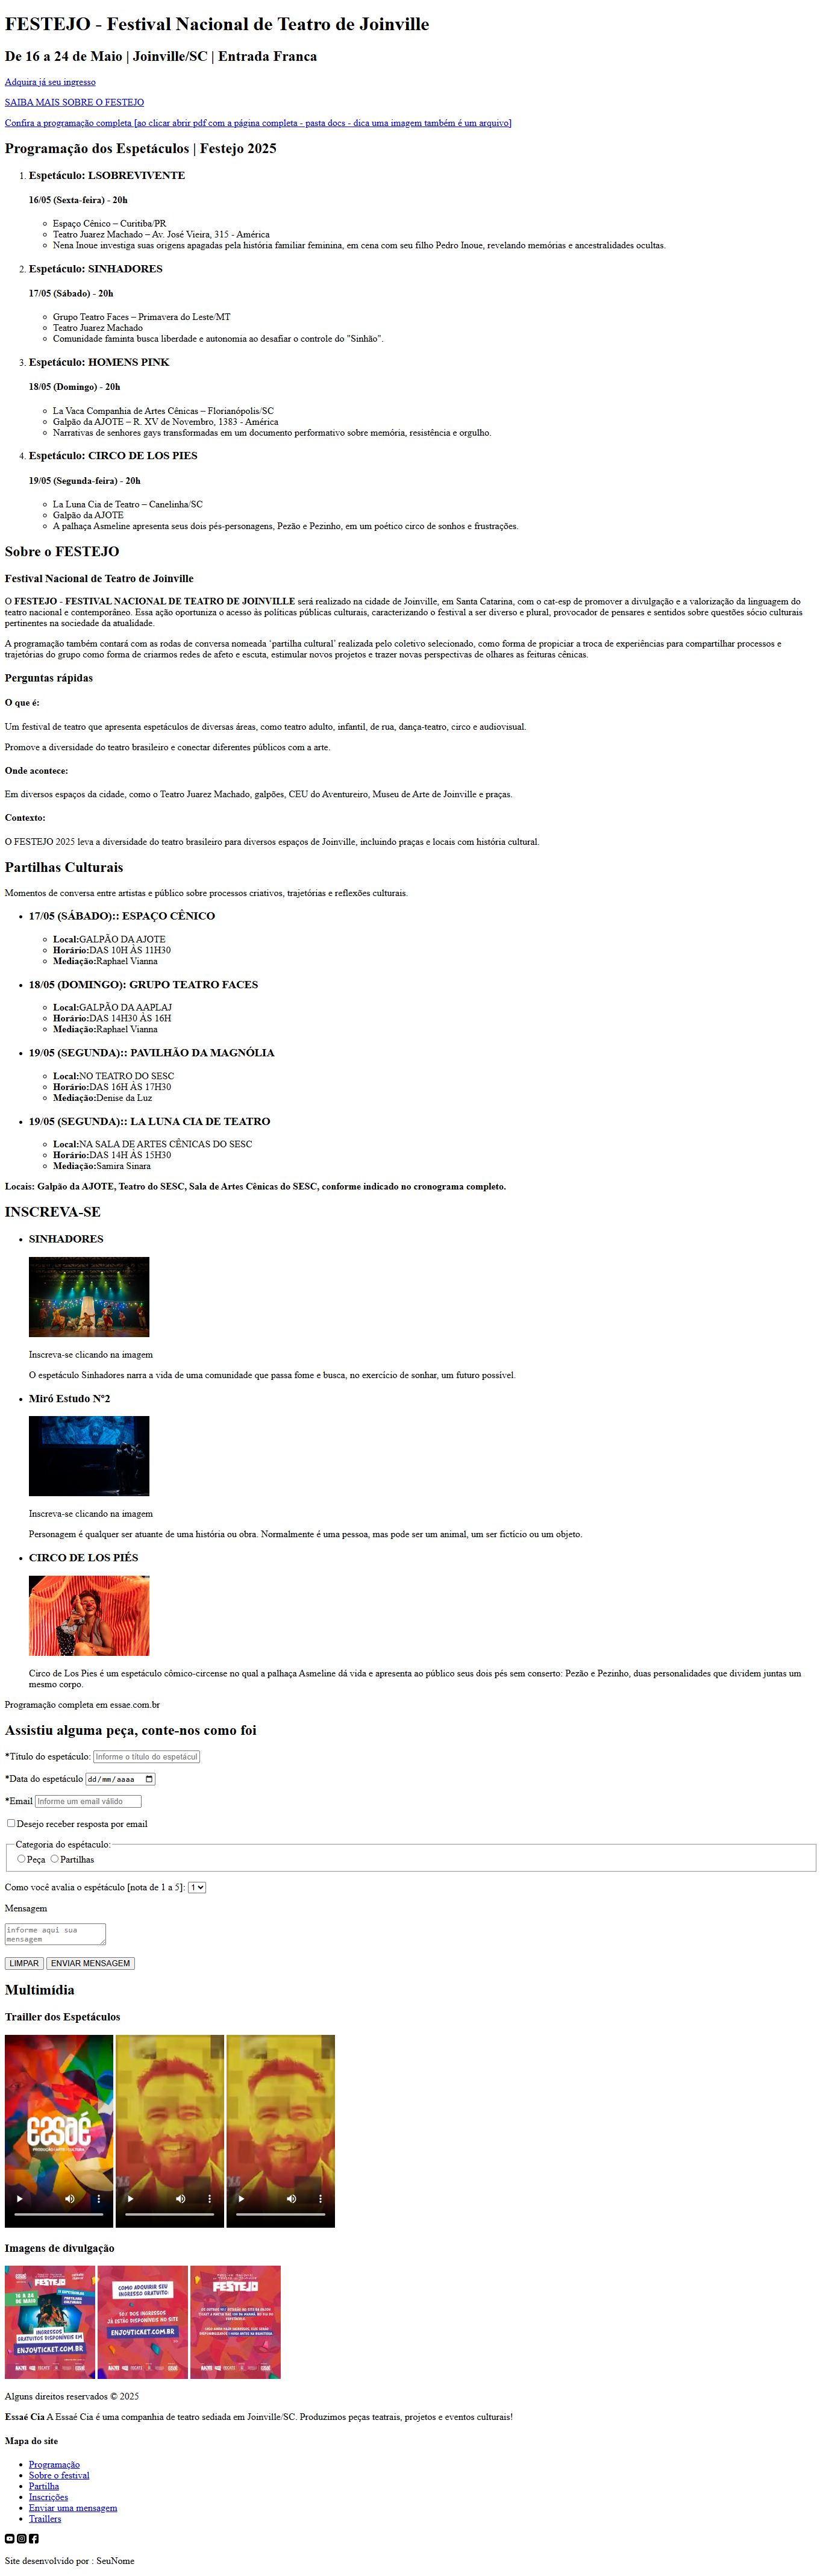 FESTEJO - Festival Nacional de Teatro de Joinville
De 16 a 24 de Maio | Joinville/SC | Entrada Franca
Adquira já seu ingresso
SAIBA MAIS SOBRE O FESTEJO
Confira a programação completa [ao clicar abrir pdf com a página completa - pasta docs - dica uma imagem também é um arquivo]
Programação dos Espetáculos | Festejo 2025
1. Espetáculo: LSOBREVIVENTE
16/05 (Sexta-feira) - 20h
Espaço Cênico – Curitiba/PR
Teatro Juarez Machado – Av. José Vieira, 315 - América
Nena Inoue investiga suas origens apagadas pela história familiar feminina, em cena com seu filho Pedro Inoue, revelando memórias e ancestralidades ocultas.
2. Espetáculo: SINHADORES
17/05 (Sábado) - 20h
Grupo Teatro Faces – Primavera do Leste/MT
Teatro Juarez Machado
Comunidade faminta busca liberdade e autonomia ao desafiar o controle do "Sinhão".
3. Espetáculo: HOMENS PINK
18/05 (Domingo) - 20h
La Vaca Companhia de Artes Cênicas – Florianópolis/SC
Galpão da AJOTE – R. XV de Novembro, 1383 - América
Narrativas de senhores gays transformadas em um documento performativo sobre memória, resistência e orgulho.
4. Espetáculo: CIRCO DE LOS PIES
19/05 (Segunda-feira) - 20h
La Luna Cia de Teatro – Canelinha/SC
Galpão da AJOTE
A palhaça Asmeline apresenta seus dois pés-personagens, Pezão e Pezinho, em um poético circo de sonhos e frustrações.
Sobre o FESTEJO
Festival Nacional de Teatro de Joinville
O FESTEJO - FESTIVAL NACIONAL DE TEATRO DE JOINVILLE será realizado na cidade de Joinville, em Santa Catarina, com o cat-esp de promover a divulgação e a valorização da linguagem do
teatro nacional e contemporâneo. Essa ação oportuniza o acesso às políticas públicas culturais, caracterizando o festival a ser diverso e plural, provocador de pensares e sentidos sobre questões sócio culturais
pertinentes na sociedade da atualidade.
A programação também contará com as rodas de conversa nomeada 'partilha cultural' realizada pelo coletivo selecionado, como forma de propiciar a troca de experiências para compartilhar processos e
trajetórias do grupo como forma de criarmos redes de afeto e escuta, estimular novos projetos e trazer novas perspectivas de olhares as feituras cênicas.
Perguntas rápidas
O que é:
Um festival de teatro que apresenta espetáculos de diversas áreas, como teatro adulto, infantil, de rua, dança-teatro, circo e audiovisual.
Promove a diversidade do teatro brasileiro e conectar diferentes públicos com a arte.
Onde acontece:
Em diversos espaços da cidade, como o Teatro Juarez Machado, galpões, CEU do Aventureiro, Museu de Arte de Joinville e praças.
Contexto:
O FESTEJO 2025 leva a diversidade do teatro brasileiro para diversos espaços de Joinville, incluindo praças e locais com história cultural.
Partilhas Culturais
Momentos de conversa entre artistas e público sobre processos criativos, trajetórias e reflexões culturais.
17/05 (SÁBADO):: ESPAÇO CÊNICO
Local:GALPÃO DA AJOTE
Horário:DAS 10H ÀS 11H30
Mediação:Raphael Vianna
18/05 (DOMINGO): GRUPO TEATRO FACES
Local:GALPÃO DA AAPLAJ
Horário:DAS 14H30 ÀS 16H
Mediação:Raphael Vianna
19/05 (SEGUNDA):: PAVILHÃO DA MAGNÓLIA
Local:NO TEATRO DO SESC
Horário:DAS 16H ÀS 17H30
Mediação:Denise da Luz
19/05 (SEGUNDA):: LA LUNA CIA DE TEATRO
Local:NA SALA DE ARTES CÊNICAS DO SESC
Horário:DAS 14H ÀS 15H30
Mediação:Samira Sinara
Locais: Galpão da AJOTE, Teatro do SESC, Sala de Artes Cênicas do SESC, conforme indicado no cronograma completo.
INSCREVA-SE
SINHADORES
Inscreva-se clicando na imagem
O espetáculo Sinhadores narra a vida de uma comunidade que passa fome e busca, no exercício de sonhar, um futuro possível.
Miró Estudo Nº2
Inscreva-se clicando na imagem
Personagem é qualquer ser atuante de uma história ou obra. Normalmente é uma pessoa, mas pode ser um animal, um ser fictício ou um objeto.
CIRCO DE LOS PIÉS
Circo de Los Pies é um espetáculo cômico-circense no qual a palhaça Asmeline dá vida e apresenta ao público seus dois pés sem conserto: Pezão e Pezinho, duas personalidades que dividem juntas um
mesmo corpo.
Programação completa em essae.com.br
Assistiu alguma peça, conte-nos como foi
*Título do espetáculo: Informe o título do espetácul
*Data do espetáculo dd/mm/aaaa
*Email Informe um email válido
Desejo receber resposta por email
Categoria do espétaculo:
Peça Partilhas
Como você avalia o espétáculo [nota de 1 a 5]: 1
Mensagem
informe aqui sua
mensagem
LIMPAR ENVIAR MENSAGEM
Multimídia
Trailler dos Espetáculos
essaé
PRODUÇÃO ARTE CULTURA
Imagens de divulgação
FESTEJO
16 A 24
DE MAIO
INGRESSOS
GRATUITOS DISPONÍVEIS EM
ENJOYTICKET.COM.BR
COMO ADQUIRIR SEU
INGRESSO GRATUITO:
50% DOS INGRESSOS
JÁ ESTÃO DISPONÍVEIS NO SITE
ENJOYTICKET.COM.BR
FESTEJO
Alguns direitos reservados © 2025
Essaé Cia A Essaé Cia é uma companhia de teatro sediada em Joinville/SC. Produzimos peças teatrais, projetos e eventos culturais!
Mapa do site
Programação
Sobre o festival
Partilha
Inscrições
Enviar uma mensagem
Traillers
Site desenvolvido por : SeuNome